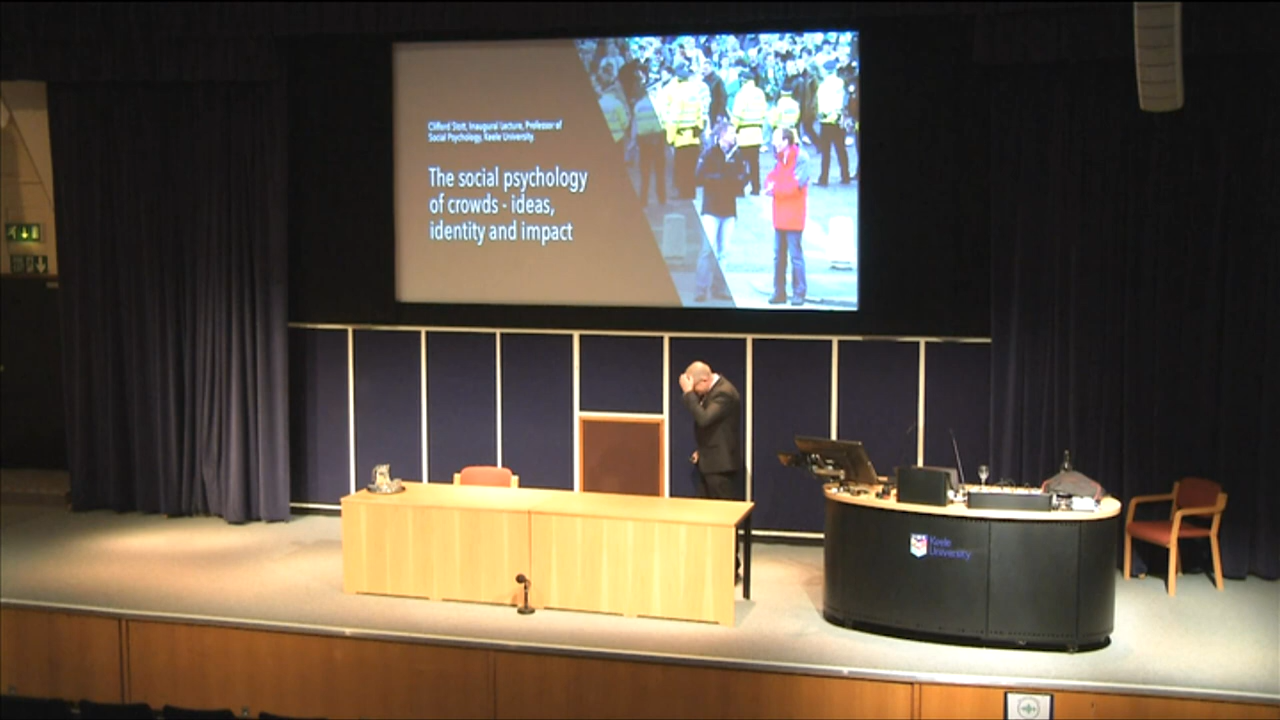 Clifford Stott, Inaugural Lecture, Professor of
Social Psychology, Keele University.
The social psychology
of crowds - ideas,
identity and impact
Keele
University